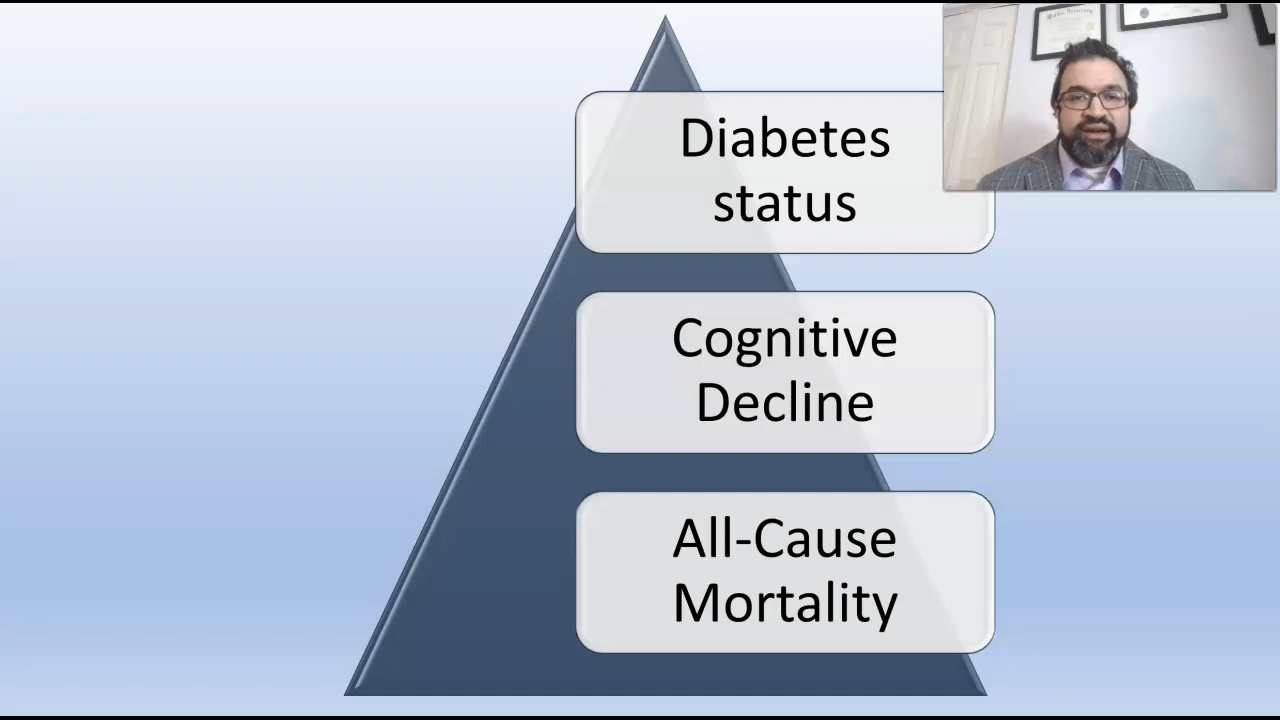 Diabetes
status
Cognitive
Decline
All-Cause
Mortality